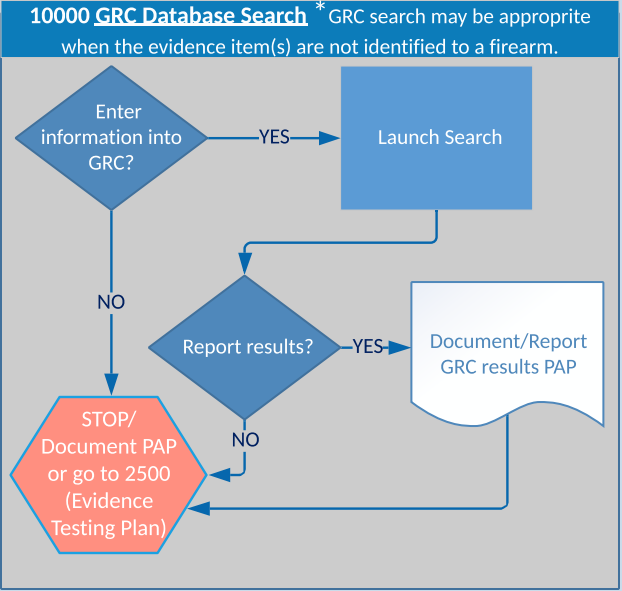 10000 GRC Database Search *GRC search may be approprite
when the evidence item(s) are not identified to a firearm.
Enter
information into
GRC?
YES
Launch Search
NO
Report results?
YES
Document/Report
GRC results PAP
NO
STOP/
Document PAP
or go to 2500
(Evidence
Testing Plan)